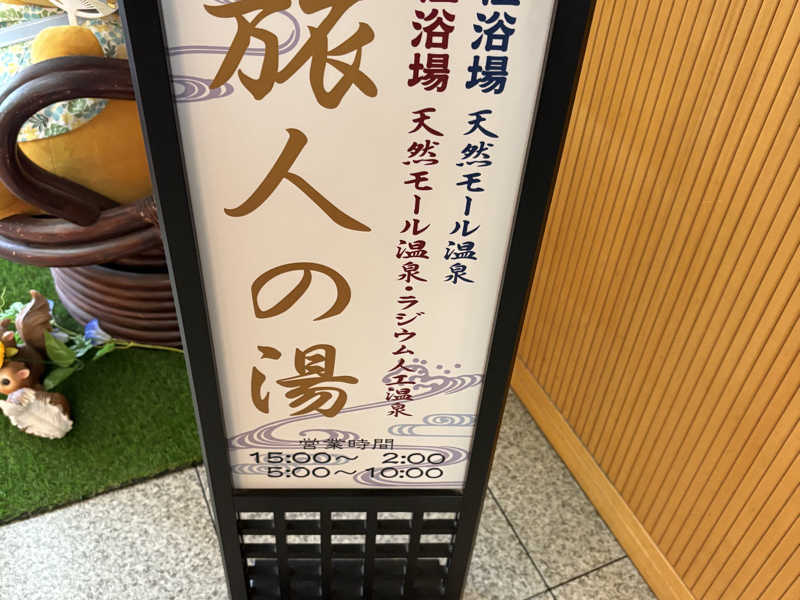 浴場 天然モール温泉
浴場 天然モール温泉・ラジウム人工温泉
旅人の湯
営業時間
15:00～ 2:00
5:00～10:00